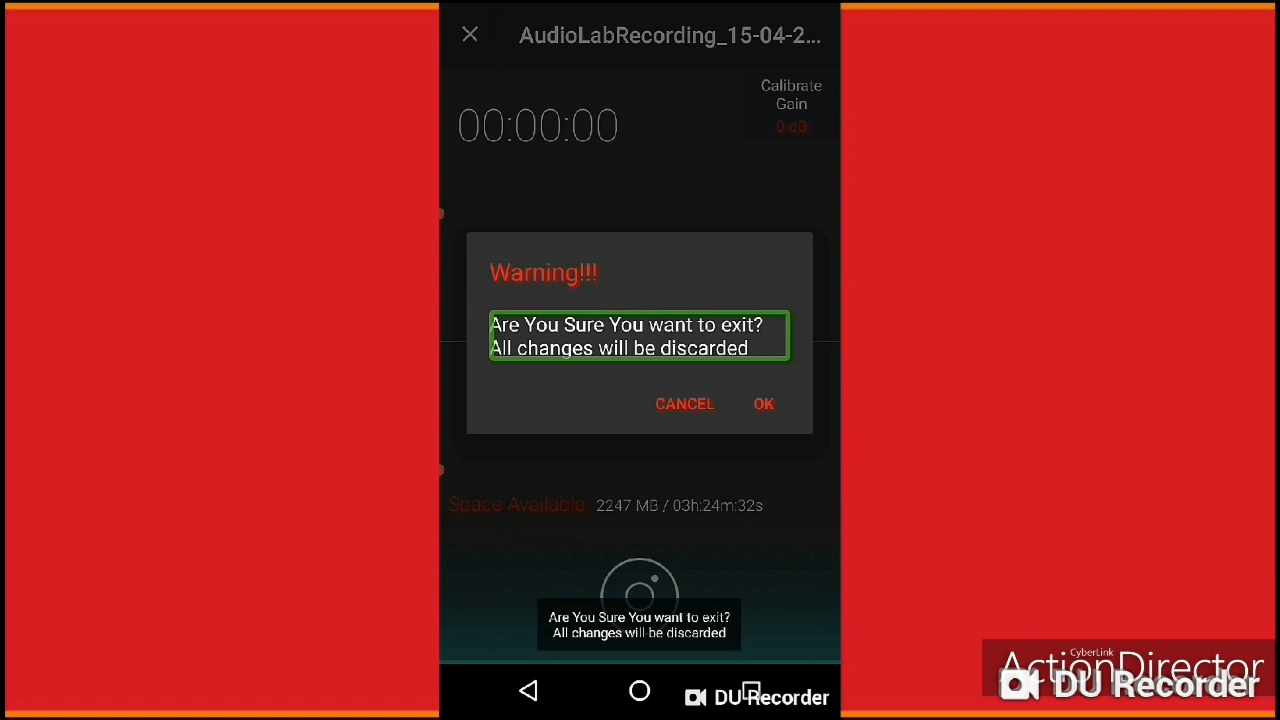 AudioLabRecording_15-04-2...
Calibrate
Gain
0 dB
00:00:00
Warning!!!
Are You Sure You want to exit?
All changes will be discarded
CANCEL OK
Space Available 2247 MB / 03h:24m:32s
Are You Sure You want to exit?
All changes will be discarded
CyberLink
ActionDirector
DU Recorder
DU Recorder